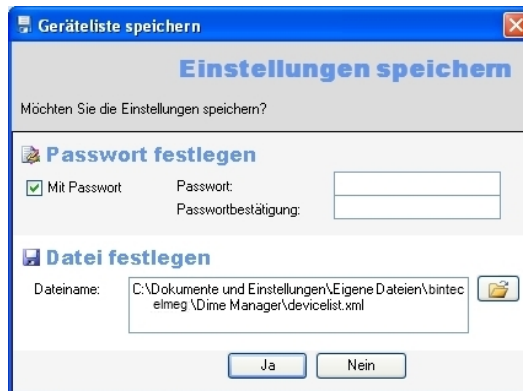 Geräteliste speichern
Einstellungen speichern
Möchten Sie die Einstellungen speichern?
Passwort festlegen
Mit Passwort Passwort:
Passwortbestätigung:
Datei festlegen
Dateiname: C:\Dokumente und Einstellungen\Eigene Dateien\bintec
elmeg \Dime Manager\devicelist.xml
Ja Nein